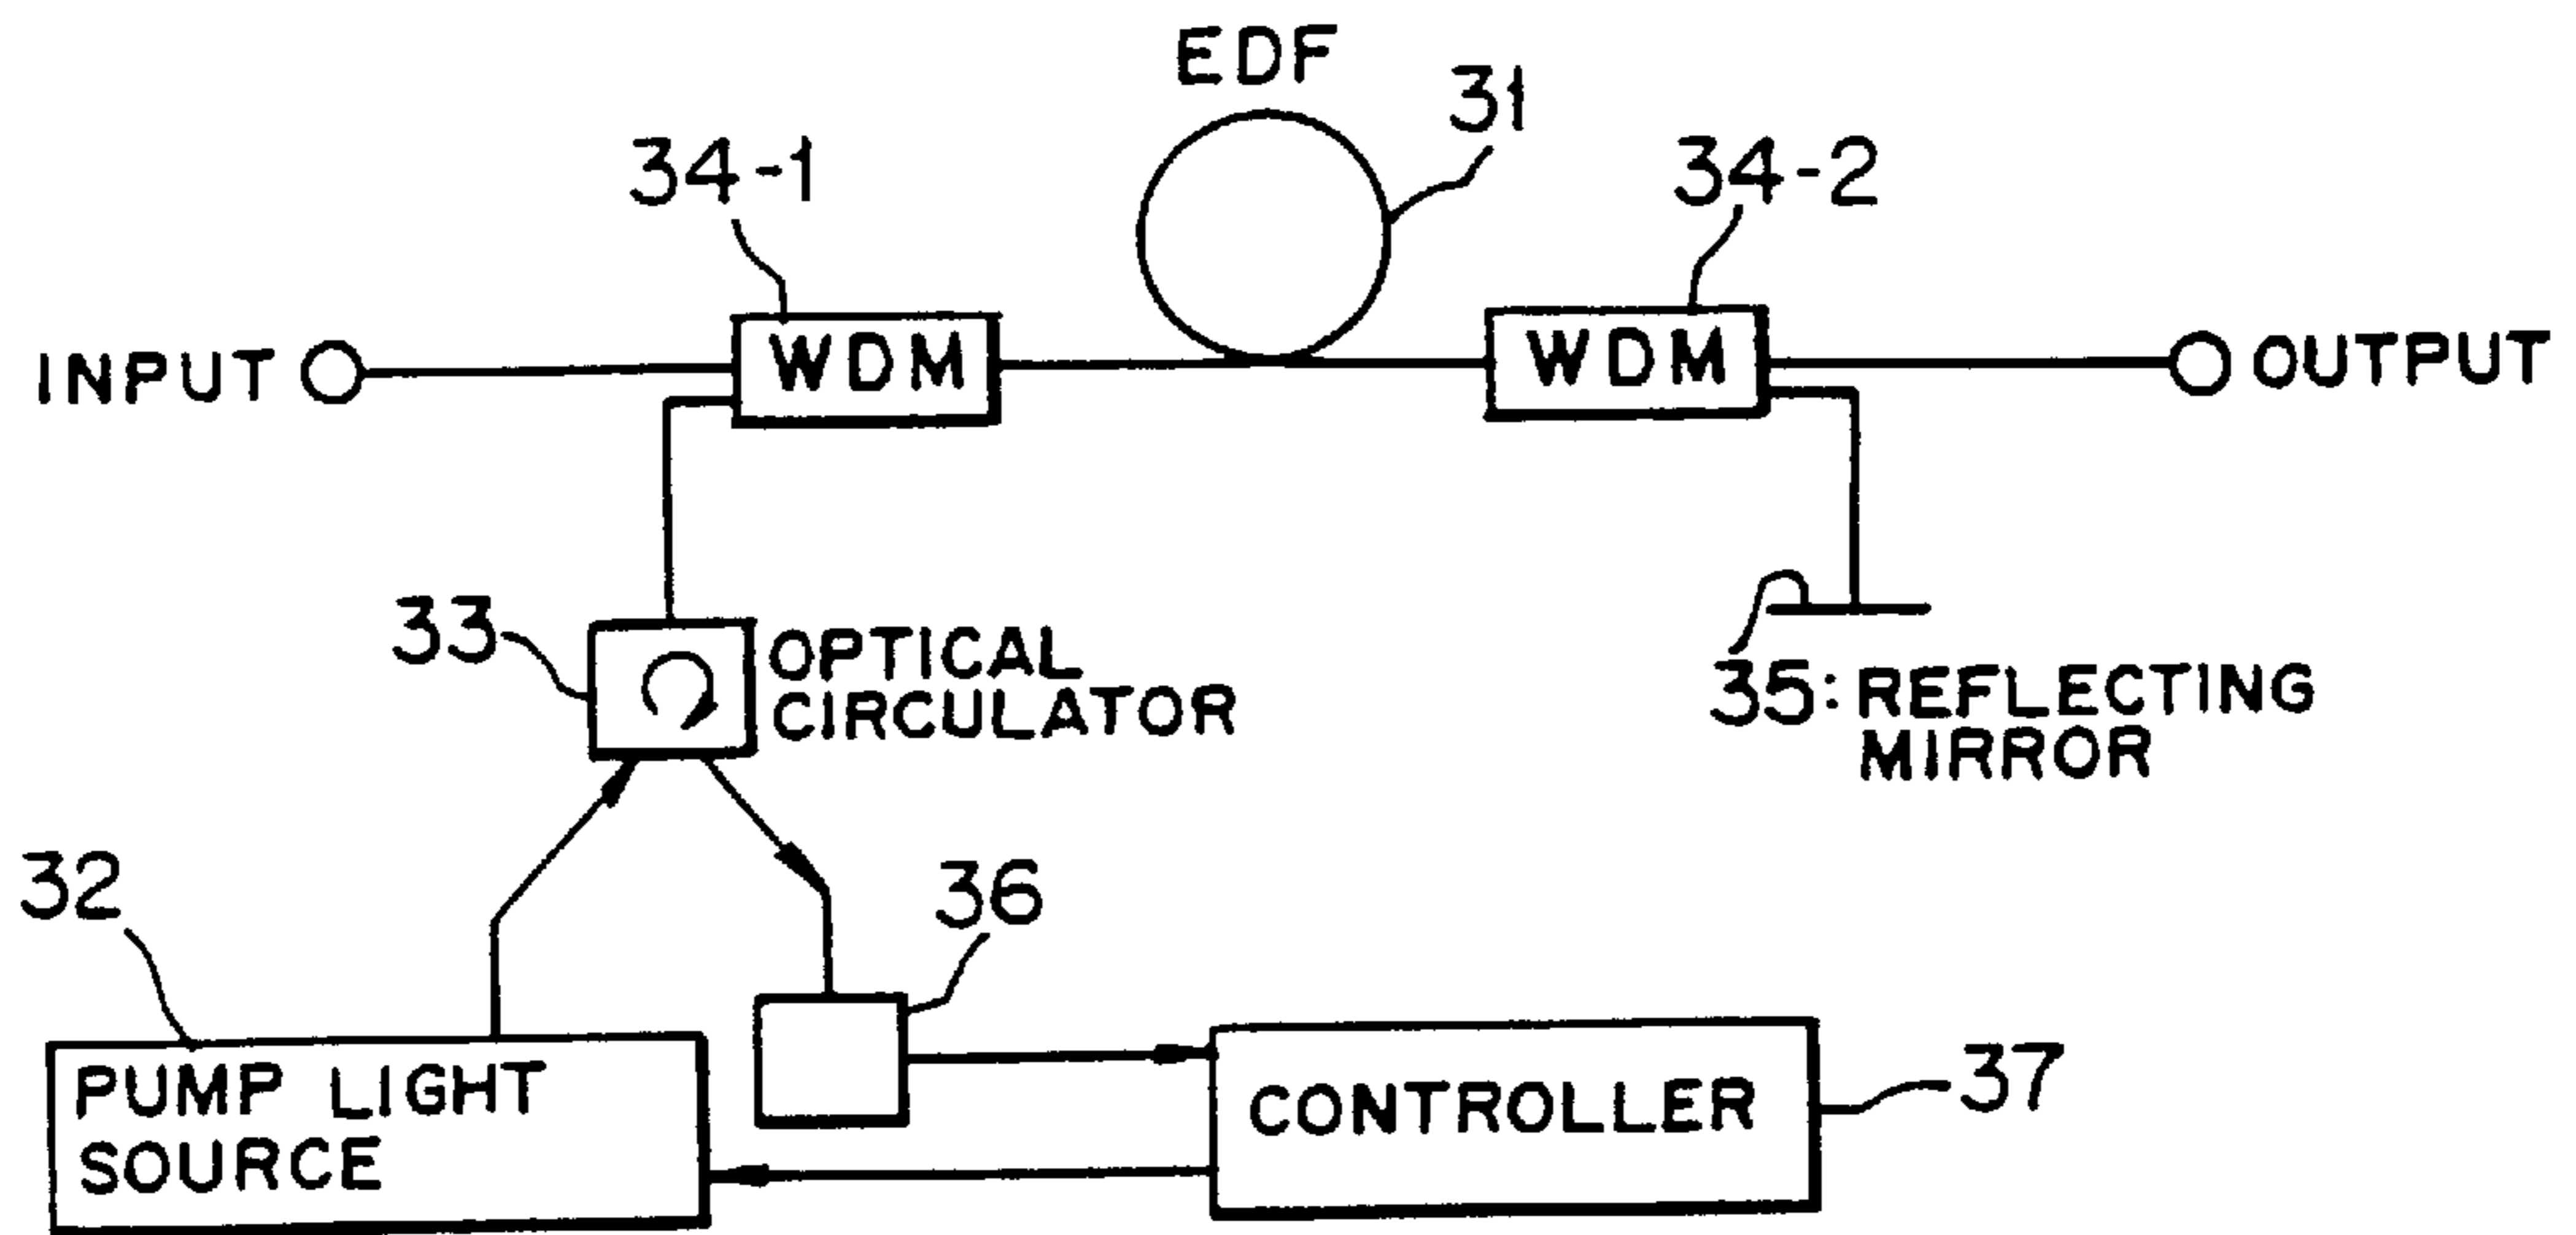 EDF
31
34-1
34-2
INPUT
WDM
WDM
OUTPUT
33
OPTICAL
CIRCULATOR
35: REFLECTING
MIRROR
32
36
PUMP LIGHT
SOURCE
CONTROLLER
37